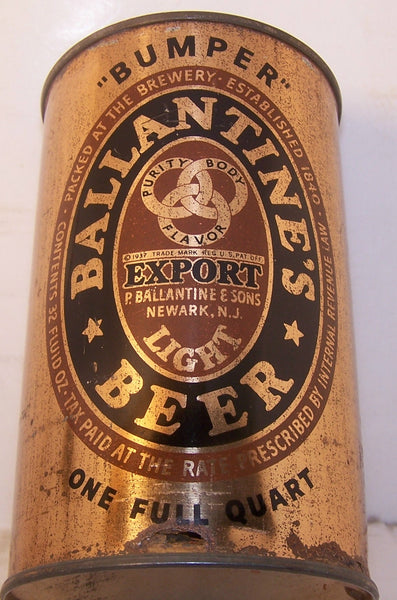 "BUMPER"
PACKED AT THE BREWERY · ESTABLISHED 1840
CONTENTS 32 FLUID OZ · TAX PAID AT THE RATE PRESCRIBED BY INTERNAL REVENUE LAW ·
BALLANTINE'S
PURITY BODY
FLAVOR
© 1937 TRADE MARK REG. U.S. PAT. OFF.
EXPORT
P. BALLANTINE & SONS
NEWARK, N.J.
LIGHT
★ BEER ★
ONE FULL QUART